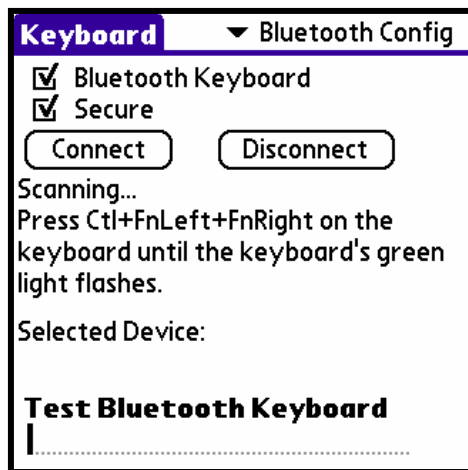 Keyboard
Bluetooth Config
Bluetooth Keyboard
Secure
Connect Disconnect
Scanning...
Press Ctl+FnLeft+FnRight on the
keyboard until the keyboard's green
light flashes.
Selected Device:
Test Bluetooth Keyboard